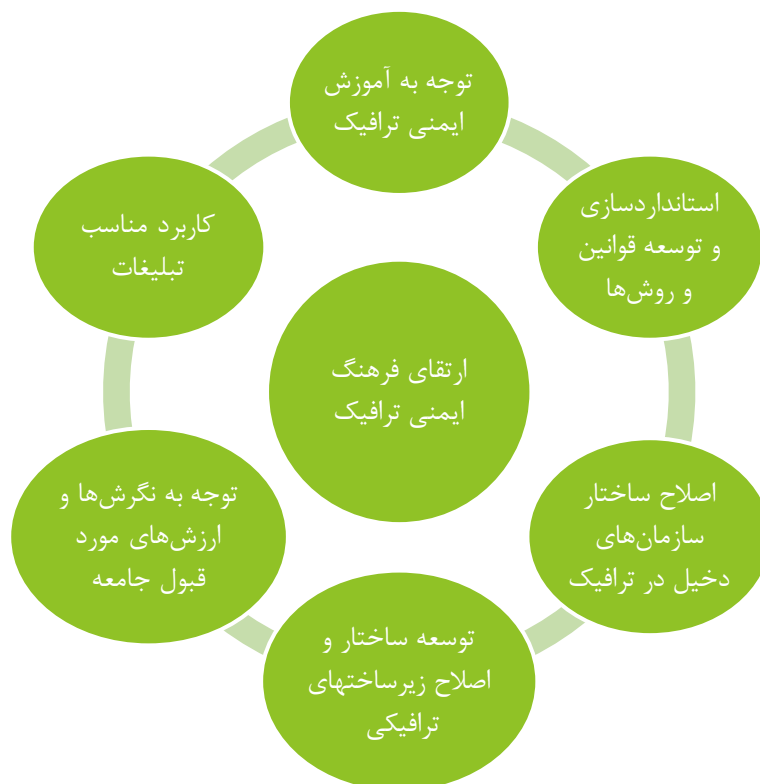 توجه به آموزش
ایمنی ترافیک
استانداردسازی
و توسعه قوانین
و روش‌ها
اصلاح ساختار
سازمان‌های
دخیل در ترافیک
توسعه ساختار و
اصلاح زیرساختهای
ترافیکی
توجه به نگرش‌ها و
ارزش‌های مورد
قبول جامعه
کاربرد مناسب
تبلیغات
ارتقای فرهنگ
ایمنی ترافیک